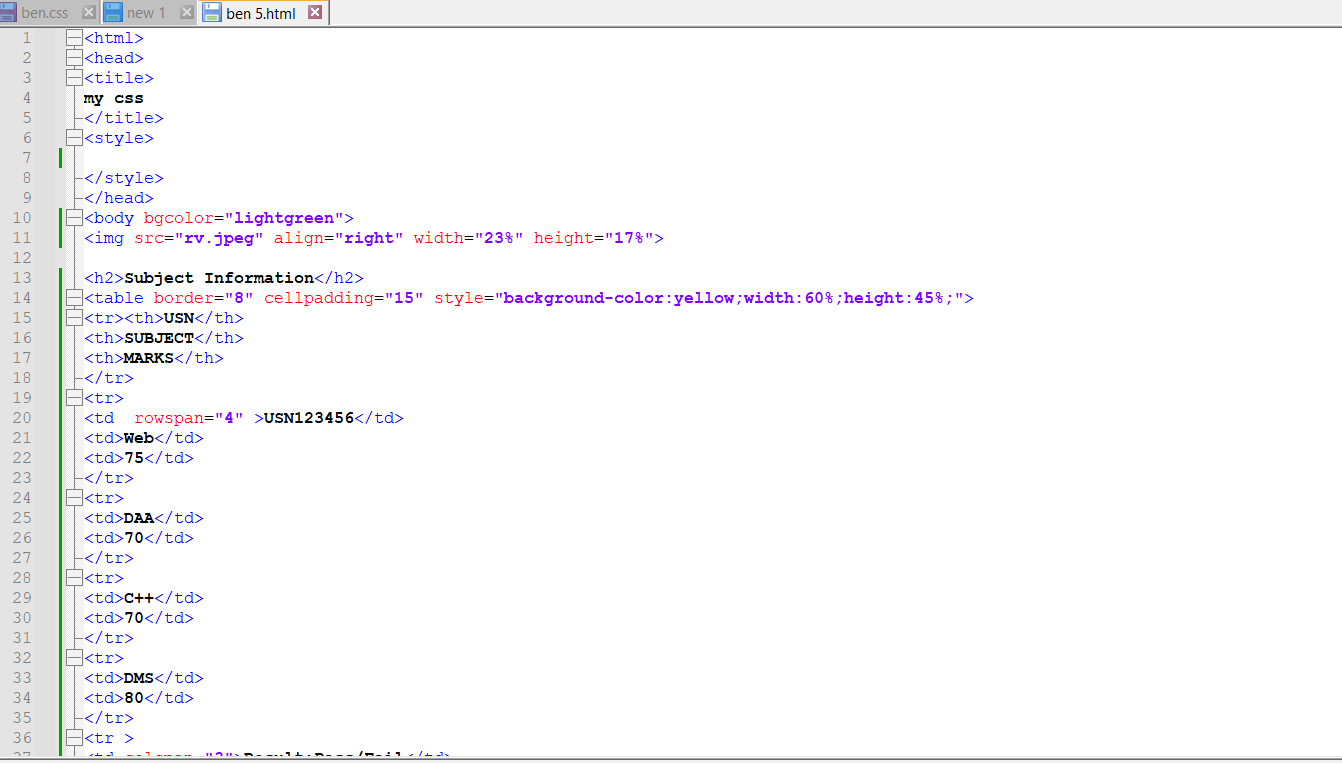 ben.css new 1 ben 5.html
1 <html>
2 <head>
3 <title>
4 my css
5 </title>
6 <style>
7
8 </style>
9 </head>
10 <body bgcolor="lightgreen">
11 <img src="rv.jpeg" align="right" width="23%" height="17%">
12
13 <h2>Subject Information</h2>
14 <table border="8" cellpadding="15" style="background-color:yellow;width:60%;height:45%;">
15 <tr><th>USN</th>
16 <th>SUBJECT</th>
17 <th>MARKS</th>
18 </tr>
19 <tr>
20 <td  rowspan="4" >USN123456</td>
21 <td>Web</td>
22 <td>75</td>
23 </tr>
24 <tr>
25 <td>DAA</td>
26 <td>70</td>
27 </tr>
28 <tr>
29 <td>C++</td>
30 <td>70</td>
31 </tr>
32 <tr>
33 <td>DMS</td>
34 <td>80</td>
35 </tr>
36 <tr >